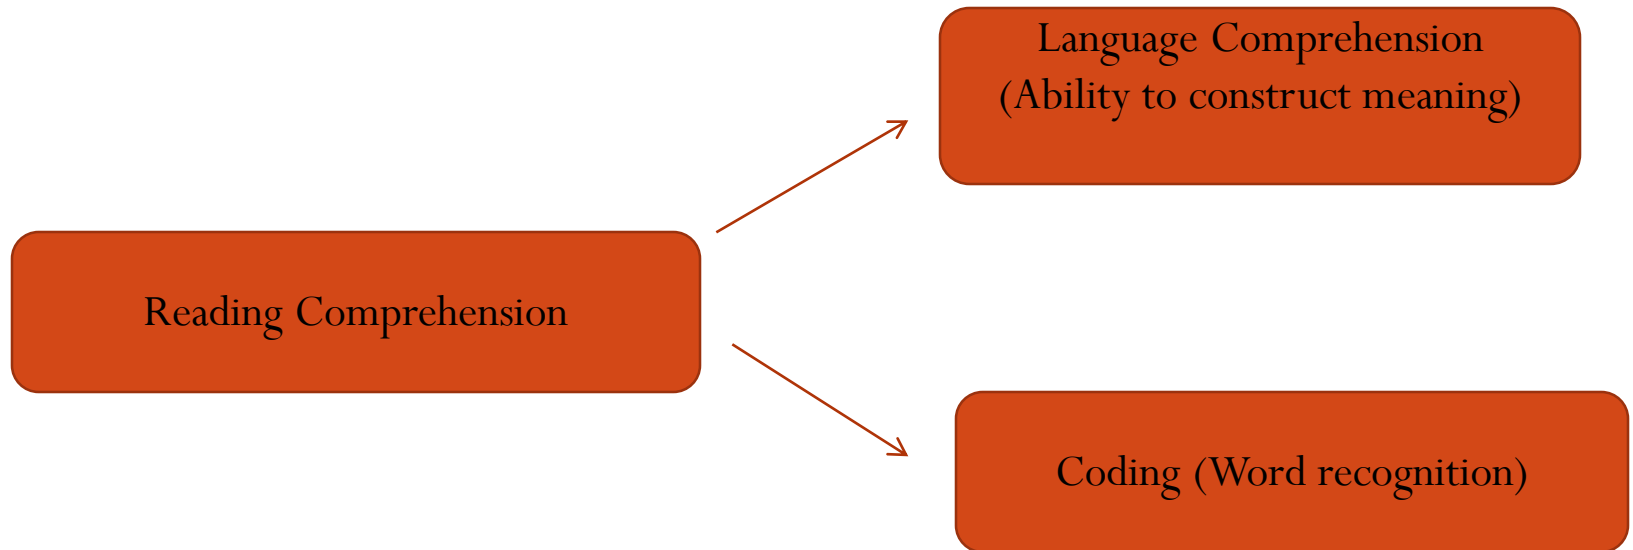 Language Comprehension
(Ability to construct meaning)
Reading Comprehension
Coding (Word recognition)